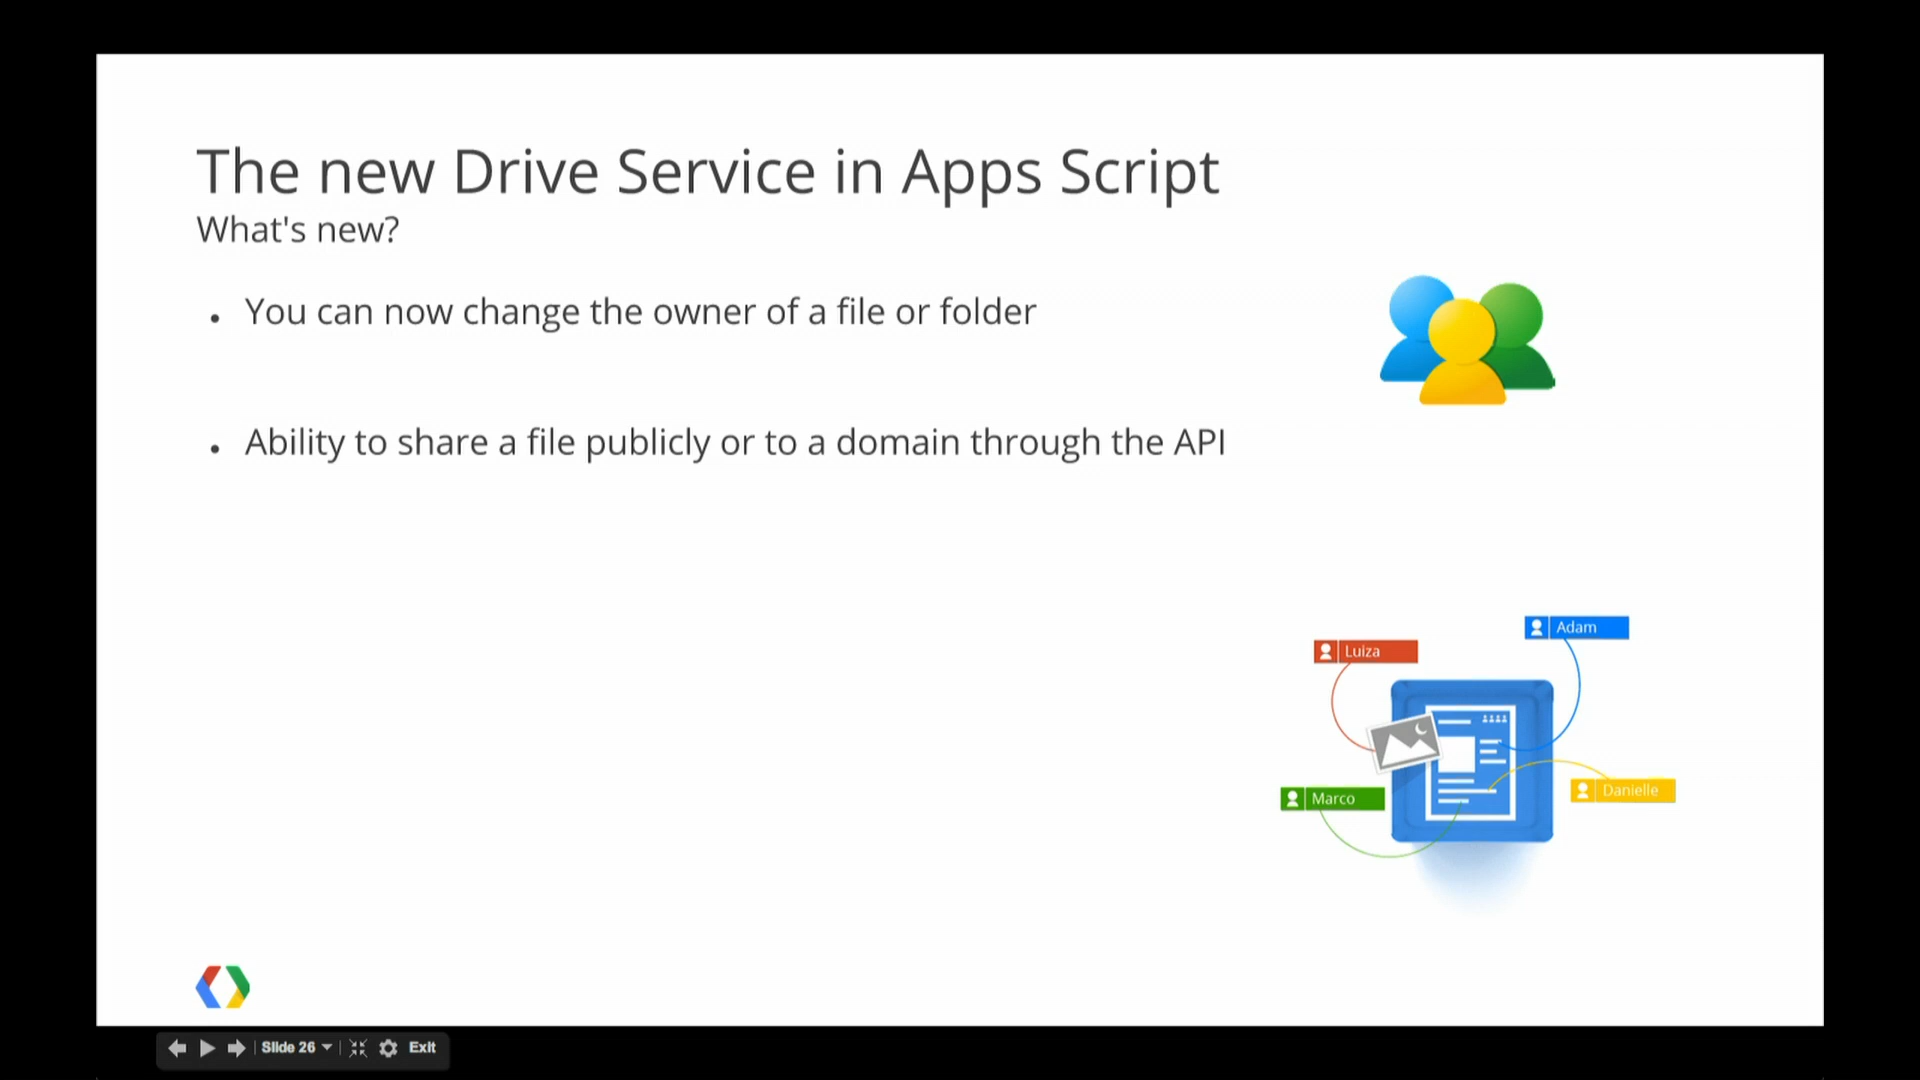 The new Drive Service in Apps Script
What's new?
• You can now change the owner of a file or folder
• Ability to share a file publicly or to a domain through the API
Adam
Luiza
Danielle
Marco
Slide 26
Exit